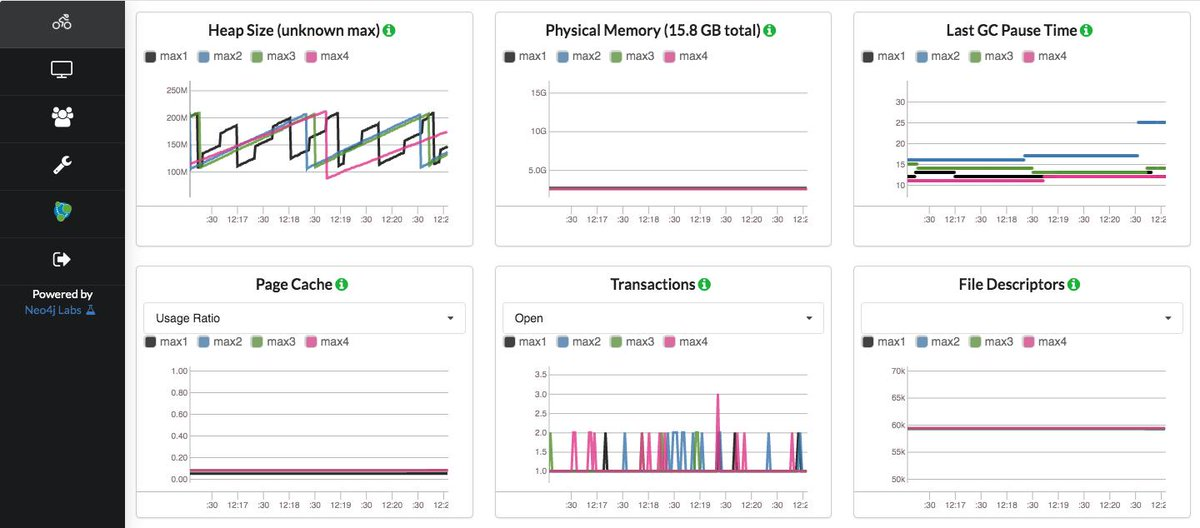 Powered by
Neo4j Labs
Heap Size (unknown max)
max1 max2 max3 max4
250M
200M
150M
100M
:30 12:17 :30 12:18 :30 12:19 :30 12:20 :30 12:2
Physical Memory (15.8 GB total)
max1 max2 max3 max4
15G
10G
5.0G
:30 12:17 :30 12:18 :30 12:19 :30 12:20 :30 12:2
Last GC Pause Time
max1 max2 max3 max4
30
25
20
15
10
:30 12:17 :30 12:18 :30 12:19 :30 12:20 :30 12:2
Page Cache
Usage Ratio
max1 max2 max3 max4
1.00
0.80
0.60
0.40
0.20
0.00
:30 12:17 :30 12:18 :30 12:19 :30 12:20 :30 12:2
Transactions
Open
max1 max2 max3 max4
3.5
3.0
2.5
2.0
1.5
1.0
:30 12:17 :30 12:18 :30 12:19 :30 12:20 :30 12:2
File Descriptors
max1 max2 max3 max4
70k
65k
60k
55k
50k
:30 12:17 :30 12:18 :30 12:19 :30 12:20 :30 12:2